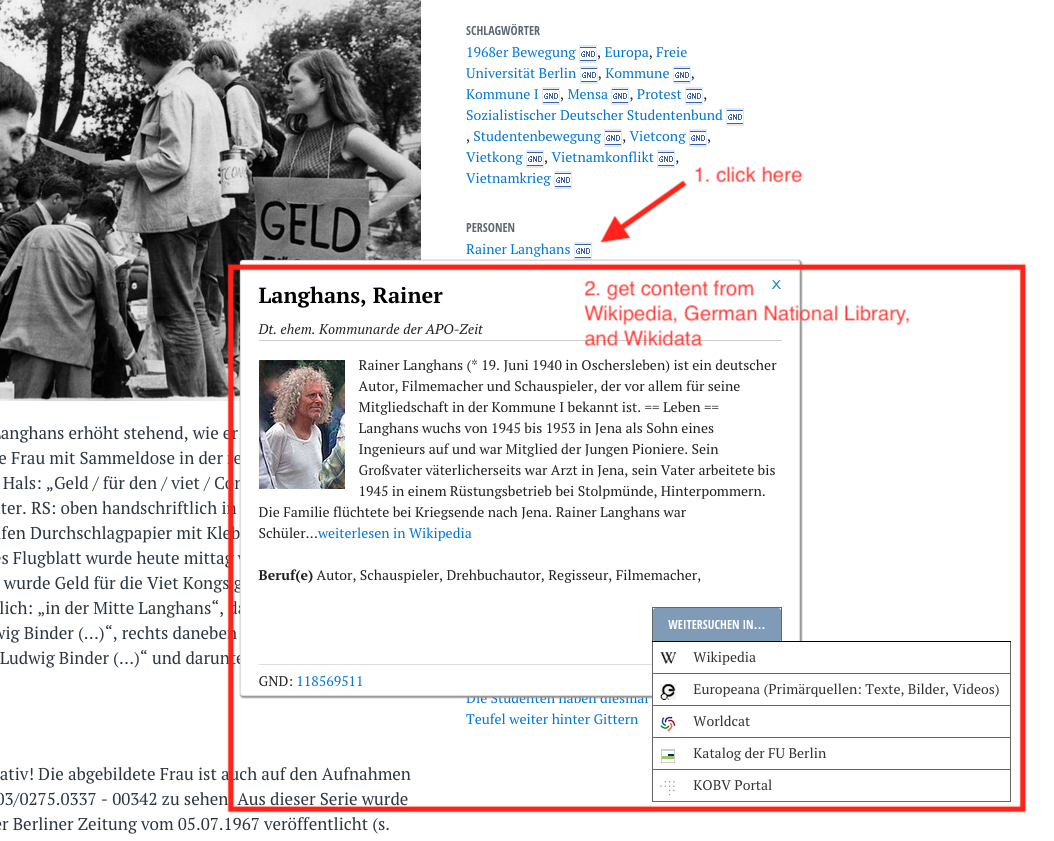 GELD
SCHLAGWÖRTER
1968er Bewegung GND, Europa, Freie
Universität Berlin GND, Kommune GND,
Kommune I GND, Mensa GND, Protest GND,
Sozialistischer Deutscher Studentenbund GND
, Studentenbewegung GND, Vietcong GND,
Vietkong GND, Vietnamkonflikt GND,
Vietnamkrieg GND
1. click here
PERSONEN
Rainer Langhans GND
Langhans, Rainer
x
2. get content from
Wikipedia, German National Library,
and Wikidata
Dt. ehem. Kommunarde der APO-Zeit
Rainer Langhans (* 19. Juni 1940 in Oschersleben) ist ein deutscher
Autor, Filmemacher und Schauspieler, der vor allem für seine
Mitgliedschaft in der Kommune I bekannt ist. == Leben ==
Langhans wuchs von 1945 bis 1953 in Jena als Sohn eines
Ingenieurs auf und war Mitglied der Jungen Pioniere. Sein
Großvater väterlicherseits war Arzt in Jena, sein Vater arbeitete bis
1945 in einem Rüstungsbetrieb bei Stolpmünde, Hinterpommern.
Die Familie flüchtete bei Kriegsende nach Jena. Rainer Langhans war
Schüler...weiterlesen in Wikipedia
Beruf(e) Autor, Schauspieler, Drehbuchautor, Regisseur, Filmemacher,
WEITERSUCHEN IN...
W Wikipedia
Europeana (Primärquellen: Texte, Bilder, Videos)
Worldcat
Katalog der FU Berlin
KOBV Portal
GND: 118569511
Die Studenten haben diesmal
Teufel weiter hinter Gittern
Langhans erhöht stehend, wie er
e Frau mit Sammeldose in der
Hals: „Geld / für den / viet /
ter. RS: oben handschriftlich in
fen Durchschlagpapier mit
es Flugblatt wurde heute mittag
wurde Geld für die Viet Kongs
lich: „in der Mitte Langhans“,
wig Binder (...)“, rechts daneben
Ludwig Binder (...)“ und
ativ! Die abgebildete Frau ist auch auf den Aufnahmen
03/0275.0337 - 00342 zu sehen. Aus dieser Serie wurde
er Berliner Zeitung vom 05.07.1967 veröffentlicht (s.